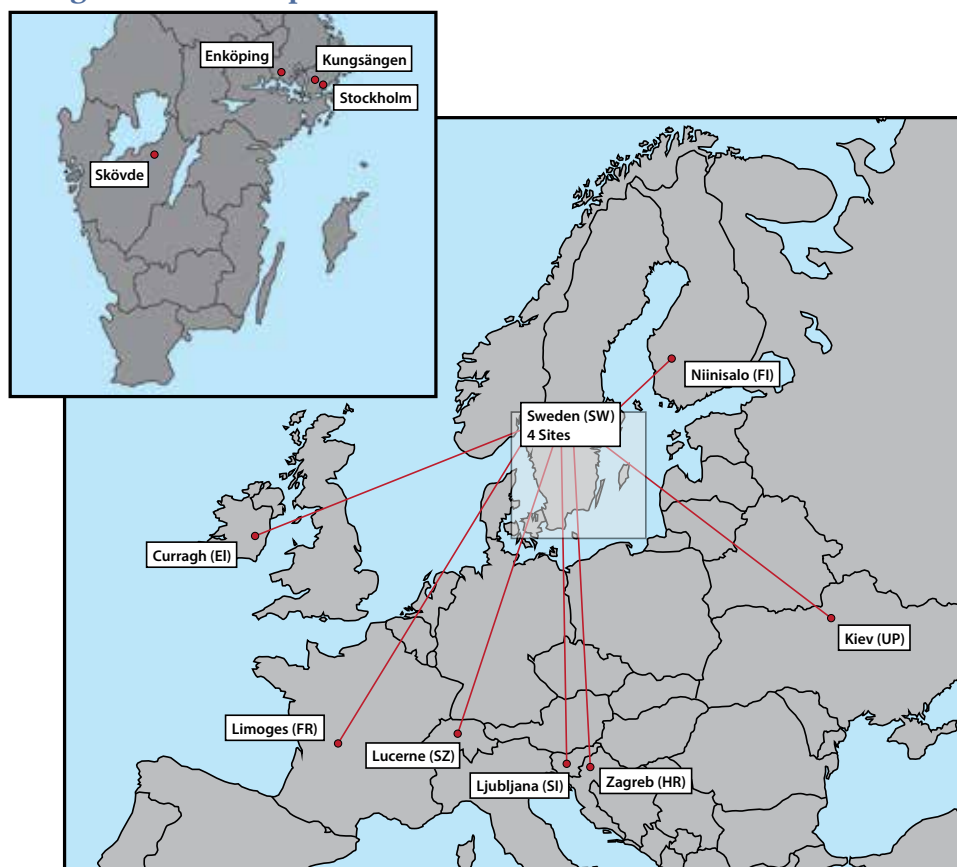 Enköping
Kungsängen
Stockholm
Skövde
Niinisalo (FI)
Sweden (SW)
4 Sites
Curragh (EI)
Kiev (UP)
Limoges (FR)
Lucerne (SZ)
Ljubljana (SI)
Zagreb (HR)